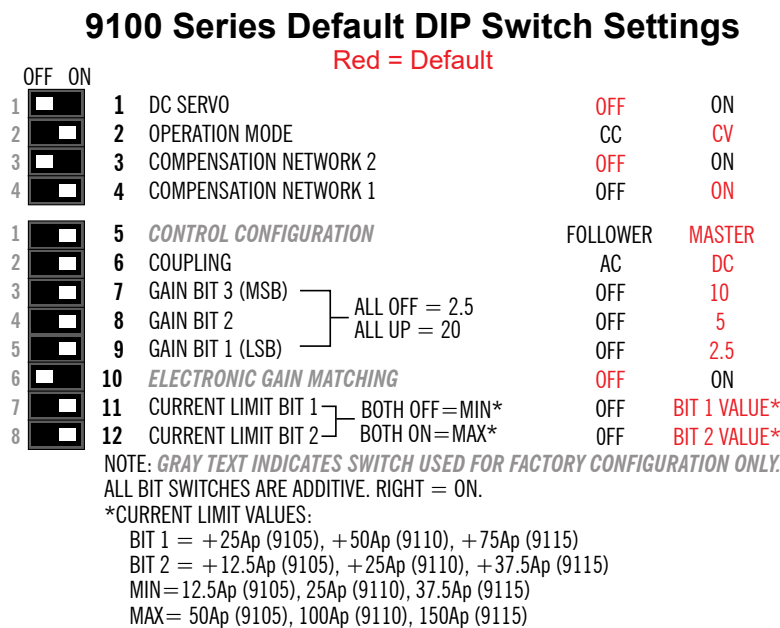 9100 Series Default DIP Switch Settings
Red = Default
OFF ON
1 1 DC SERVO OFF ON
2 2 OPERATION MODE CC CV
3 3 COMPENSATION NETWORK 2 OFF ON
4 4 COMPENSATION NETWORK 1 OFF ON
1 5 CONTROL CONFIGURATION FOLLOWER MASTER
2 6 COUPLING AC DC
3 7 GAIN BIT 3 (MSB) OFF 10
ALL OFF = 2.5
4 8 GAIN BIT 2 OFF 5
ALL UP = 20
5 9 GAIN BIT 1 (LSB) OFF 2.5
6 10 ELECTRONIC GAIN MATCHING OFF ON
7 11 CURRENT LIMIT BIT 1 BOTH OFF=MIN* OFF BIT 1 VALUE*
8 12 CURRENT LIMIT BIT 2 BOTH ON=MAX* OFF BIT 2 VALUE*
NOTE: GRAY TEXT INDICATES SWITCH USED FOR FACTORY CONFIGURATION ONLY.
ALL BIT SWITCHES ARE ADDITIVE. RIGHT = ON.
*CURRENT LIMIT VALUES:
BIT 1 = +25Ap (9105), +50Ap (9110), +75Ap (9115)
BIT 2 = +12.5Ap (9105), +25Ap (9110), +37.5Ap (9115)
MIN=12.5Ap (9105), 25Ap (9110), 37.5Ap (9115)
MAX= 50Ap (9105), 100Ap (9110), 150Ap (9115)